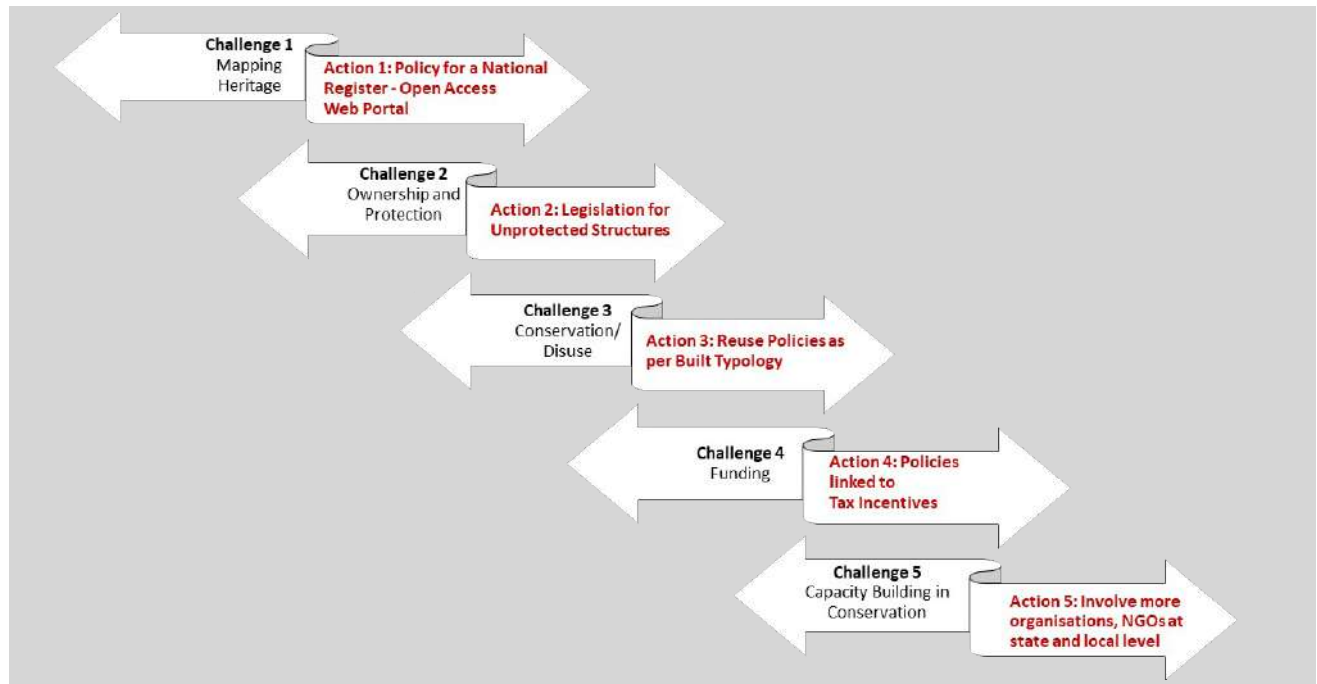 Challenge 1
Mapping
Heritage
Action 1: Policy for a National
Register - Open Access
Web Portal
Challenge 2
Ownership and
Protection
Action 2: Legislation for
Unprotected Structures
Challenge 3
Conservation/
Disuse
Action 3: Reuse Policies as
per Built Typology
Challenge 4
Funding
Action 4: Policies
linked to
Tax Incentives
Challenge 5
Capacity Building in
Conservation
Action 5: Involve more
organisations, NGOs at
state and local level